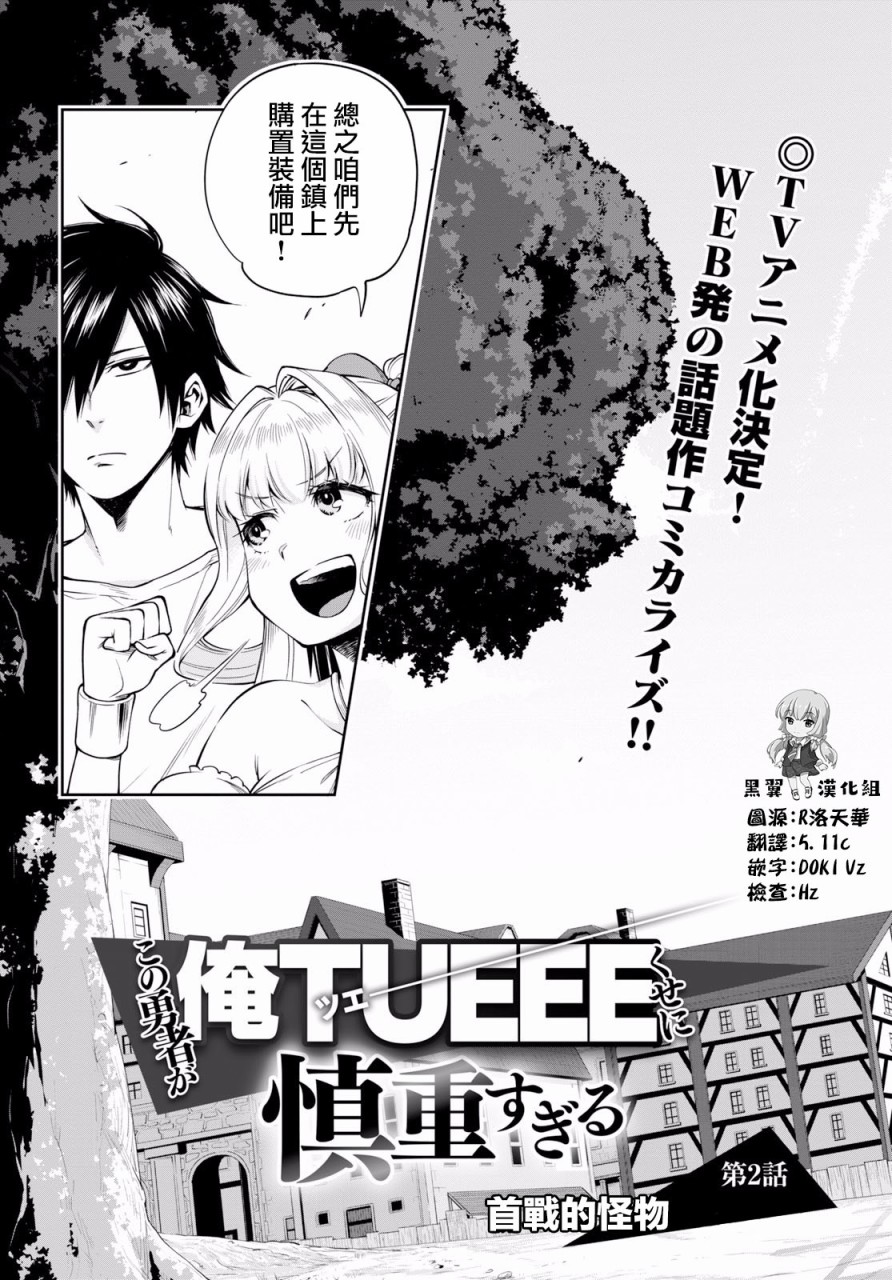 ◎TVアニメ化決定！
WEB発の話題作コミカライズ!!
總之咱們先
在這個鎮上
購置裝備吧！
黑翼漢化組
圖源:R洛天華
翻譯:5.11c
嵌字:DOKI Vz
檢查:Hz
この勇者が
俺TUEEE
ツエー
くせに
慎重すぎる
第2話
首戰的怪物